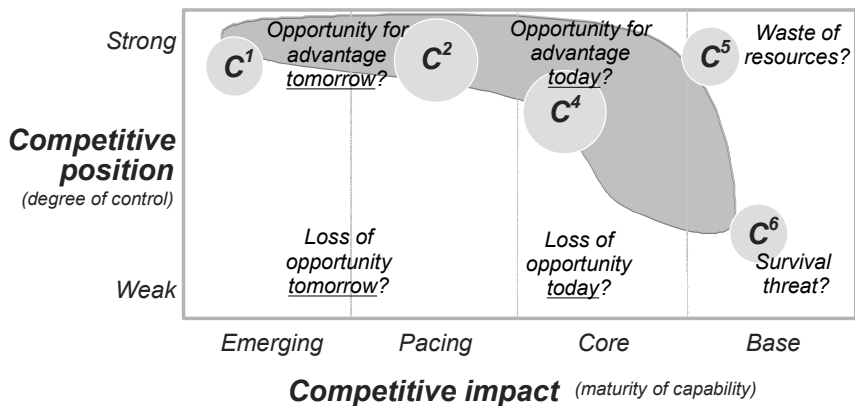 Strong
Opportunity for
advantage
tomorrow?
Opportunity for
advantage
today?
Waste of
resources?
C1
C2
C4
C5
C6
Competitive
position
(degree of control)
Loss of
opportunity
tomorrow?
Loss of
opportunity
today?
Survival
threat?
Weak
Emerging
Pacing
Core
Base
Competitive impact (maturity of capability)